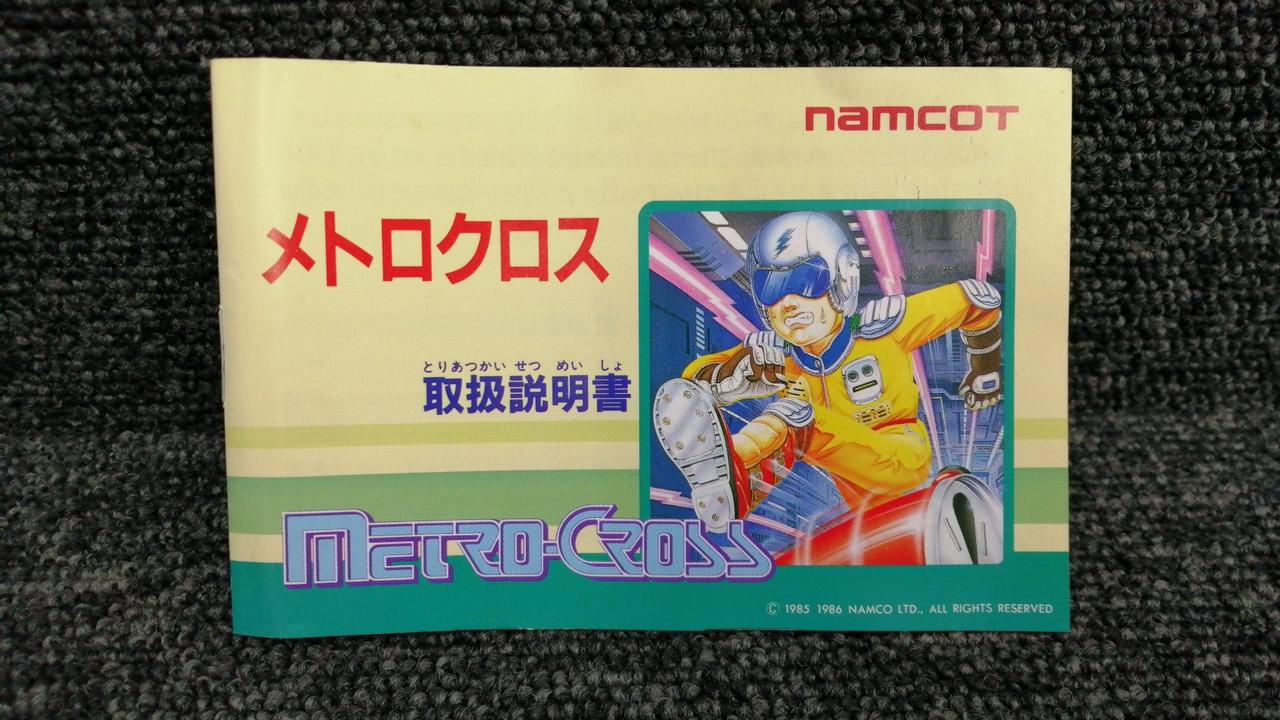 namcot
メトロクロス
とりあつかい せつ めい しょ
取扱説明書
METRO-CROSS
© 1985 1986 NAMCO LTD., ALL RIGHTS RESERVED